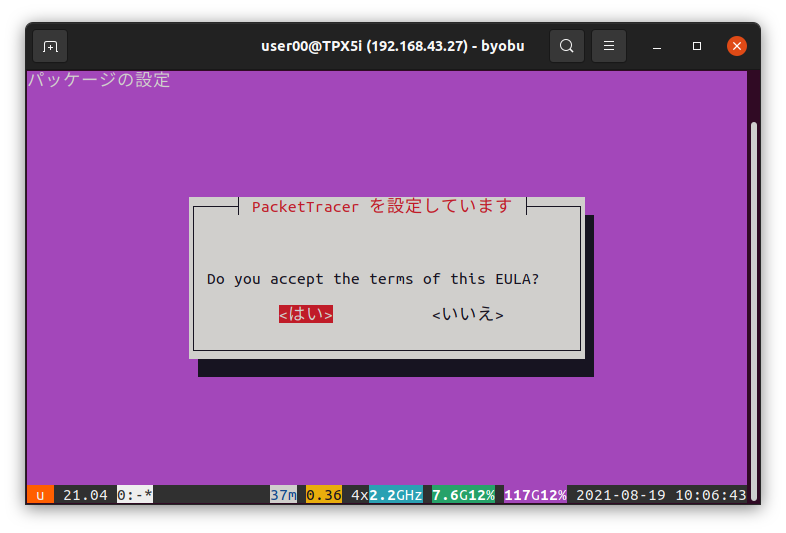 user00@TPX5i (192.168.43.27) - byobu
パッケージの設定
PacketTracer を設定しています
Do you accept the terms of this EULA?
<はい> <いいえ>
u 21.04 0:-* 37m 0.36 4x2.2GHz 7.6G12% 117G12% 2021-08-19 10:06:43